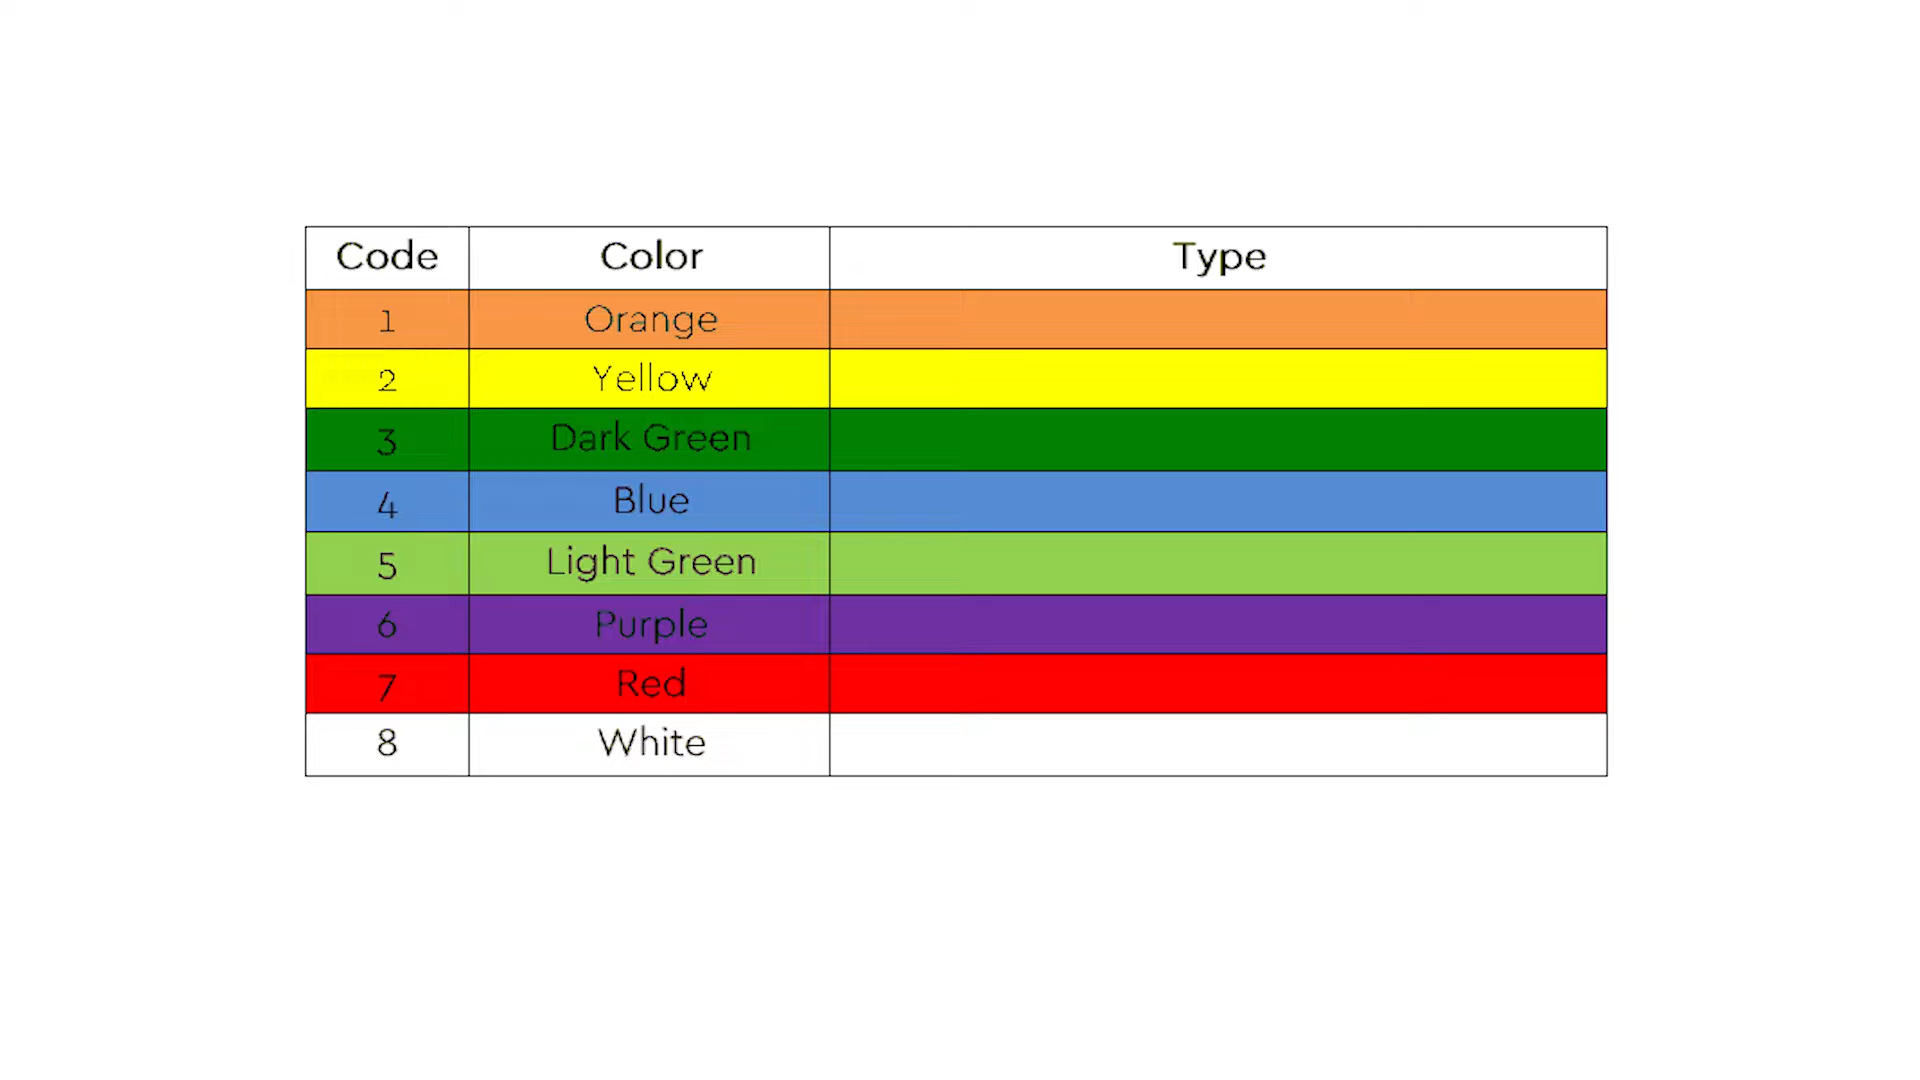 Code Color Type
1 Orange
2 Yellow
3 Dark Green
4 Blue
5 Light Green
6 Purple
7 Red
8 White